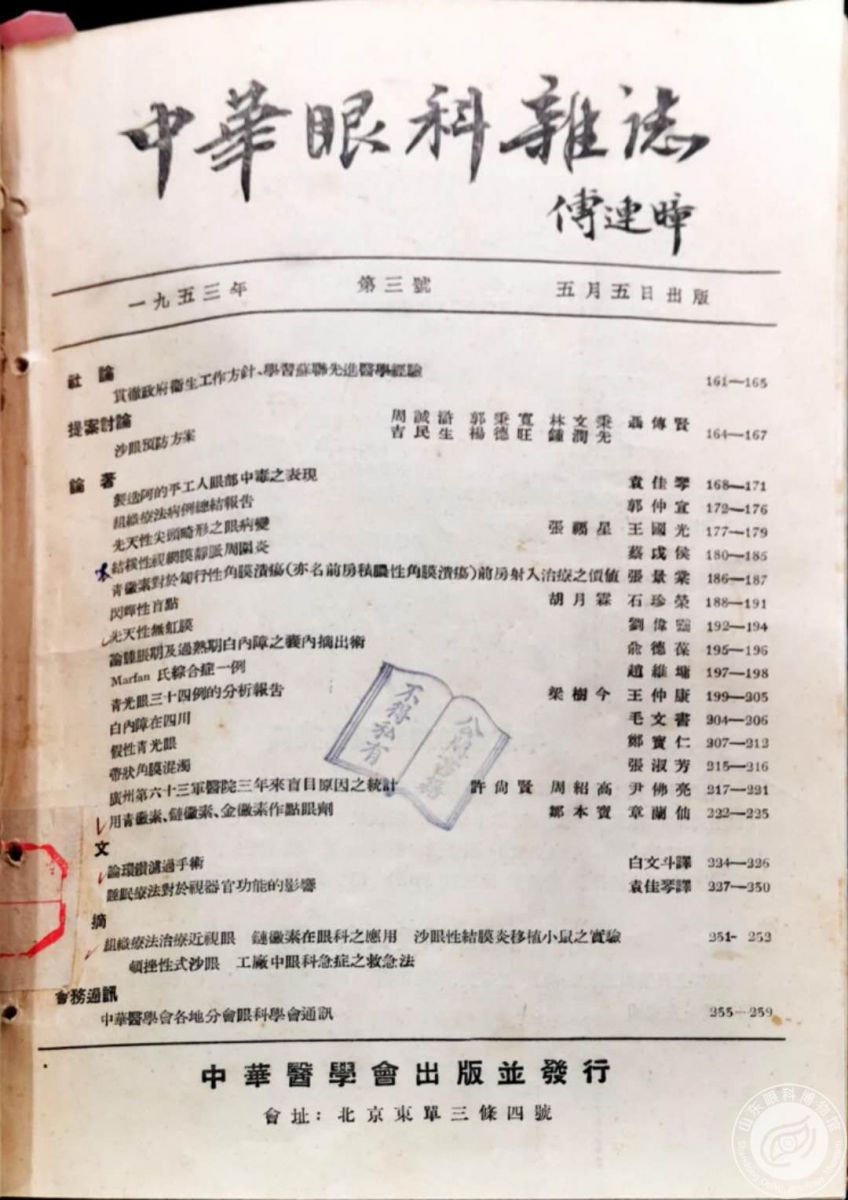 中華眼科雜誌
傅連暲
一九五三年 第三號 五月五日出版
社論
貫徹政府衞生工作方針、學習蘇聯先進醫學經驗 161—165
提案討論
沙眼預防方案 周誠滸 郭秉寬 林文秉 聶傳賢 吉民生 楊德旺 鍾潤先 164—167
論著
製造阿的平工人眼部中毒之表現 袁佳琴 168—171
組織療法病例總結報告 郭仲宜 172—176
先天性尖頭畸形之眼病變 張錫星 王國光 177—179
結核性視網膜靜脈周圍炎 蔡戌侯 180—185
青黴素對於匐行性角膜潰瘍(亦名前房積膿性角膜潰瘍)前房射入治療之價值 張景棠 186—187
閃輝性盲點 胡月霖 石珍榮 188—191
先天性無虹膜 劉偉 192—194
論膨脹期及過熟期白內障之囊內摘出術 俞德葆 195—196
Marfan 氏綜合症一例 趙維墉 197—198
青光眼三十四例的分析報告 梁樹今 王仲康 199—205
白內障在四川 毛文書 204—206
假性青光眼 鄭寶仁 207—212
帶狀角膜混濁 張淑芳 215—216
廣州第六十三軍醫院三年來盲目原因之統計 許尚賢 周紹高 尹佛亮 217—221
用青黴素、鏈黴素、金黴素作點眼劑 鄒本寶 章蘭仙 222—225
文
論環鑽濾過手術 白文斗譯 224—226
睡眠療法對於視器官功能的影響 袁佳琴譯 227—250
摘
組織療法治療近視眼 鏈黴素在眼科之應用 沙眼性結膜炎移植小鼠之實驗 251-252
頓挫性式沙眼 工廠中眼科急症之救急法
會務通訊
中華醫學會各地分會眼科學會通訊 255—259
不得私有
公用書籍
中華醫學會出版並發行
會址：北京東單三條四號
山东眼科博物馆